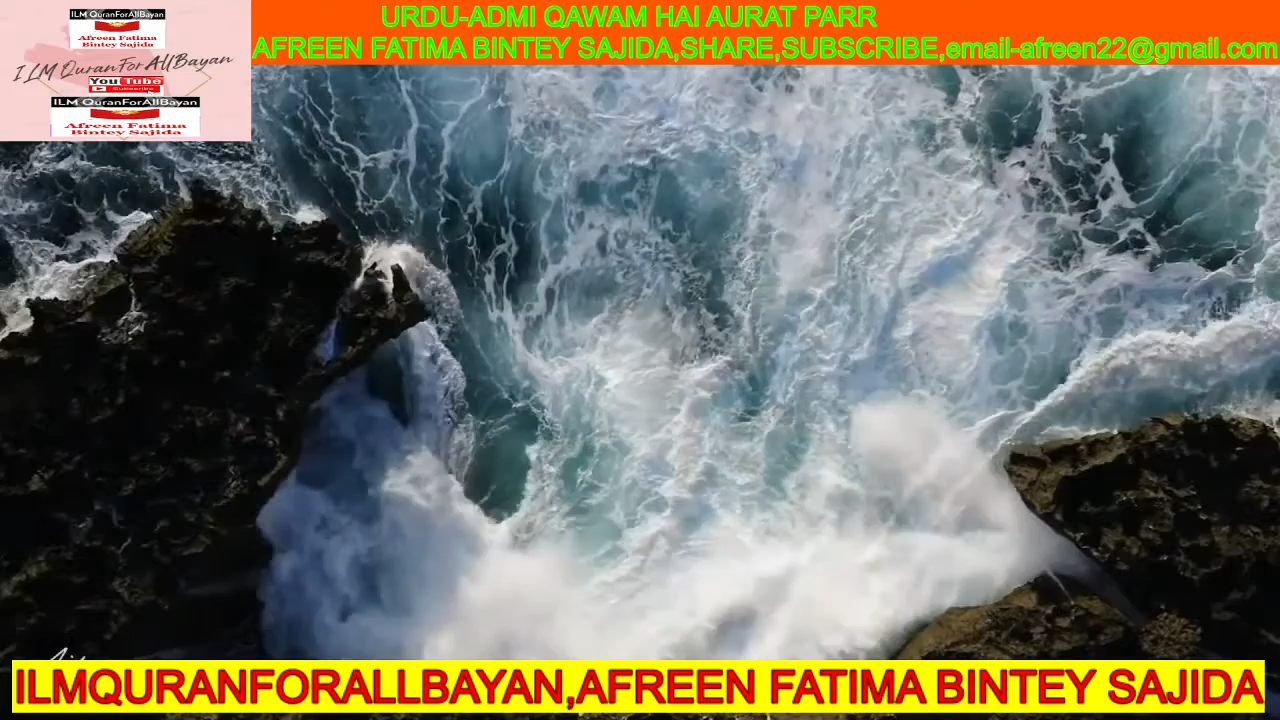 ILM QuranForAllBayan
Afreen Fatima
Bintey Sajida
ILM QuranForAllBayan
YouTube
Subscribe
ILM QuranForAllBayan
Afreen Fatima
Bintey Sajida
URDU-ADMI QAWAM HAI AURAT PARR
AFREEN FATIMA BINTEY SAJIDA,SHARE,SUBSCRIBE,email-afreen22@gmail.com
ILMQURANFORALLBAYAN,AFREEN FATIMA BINTEY SAJIDA